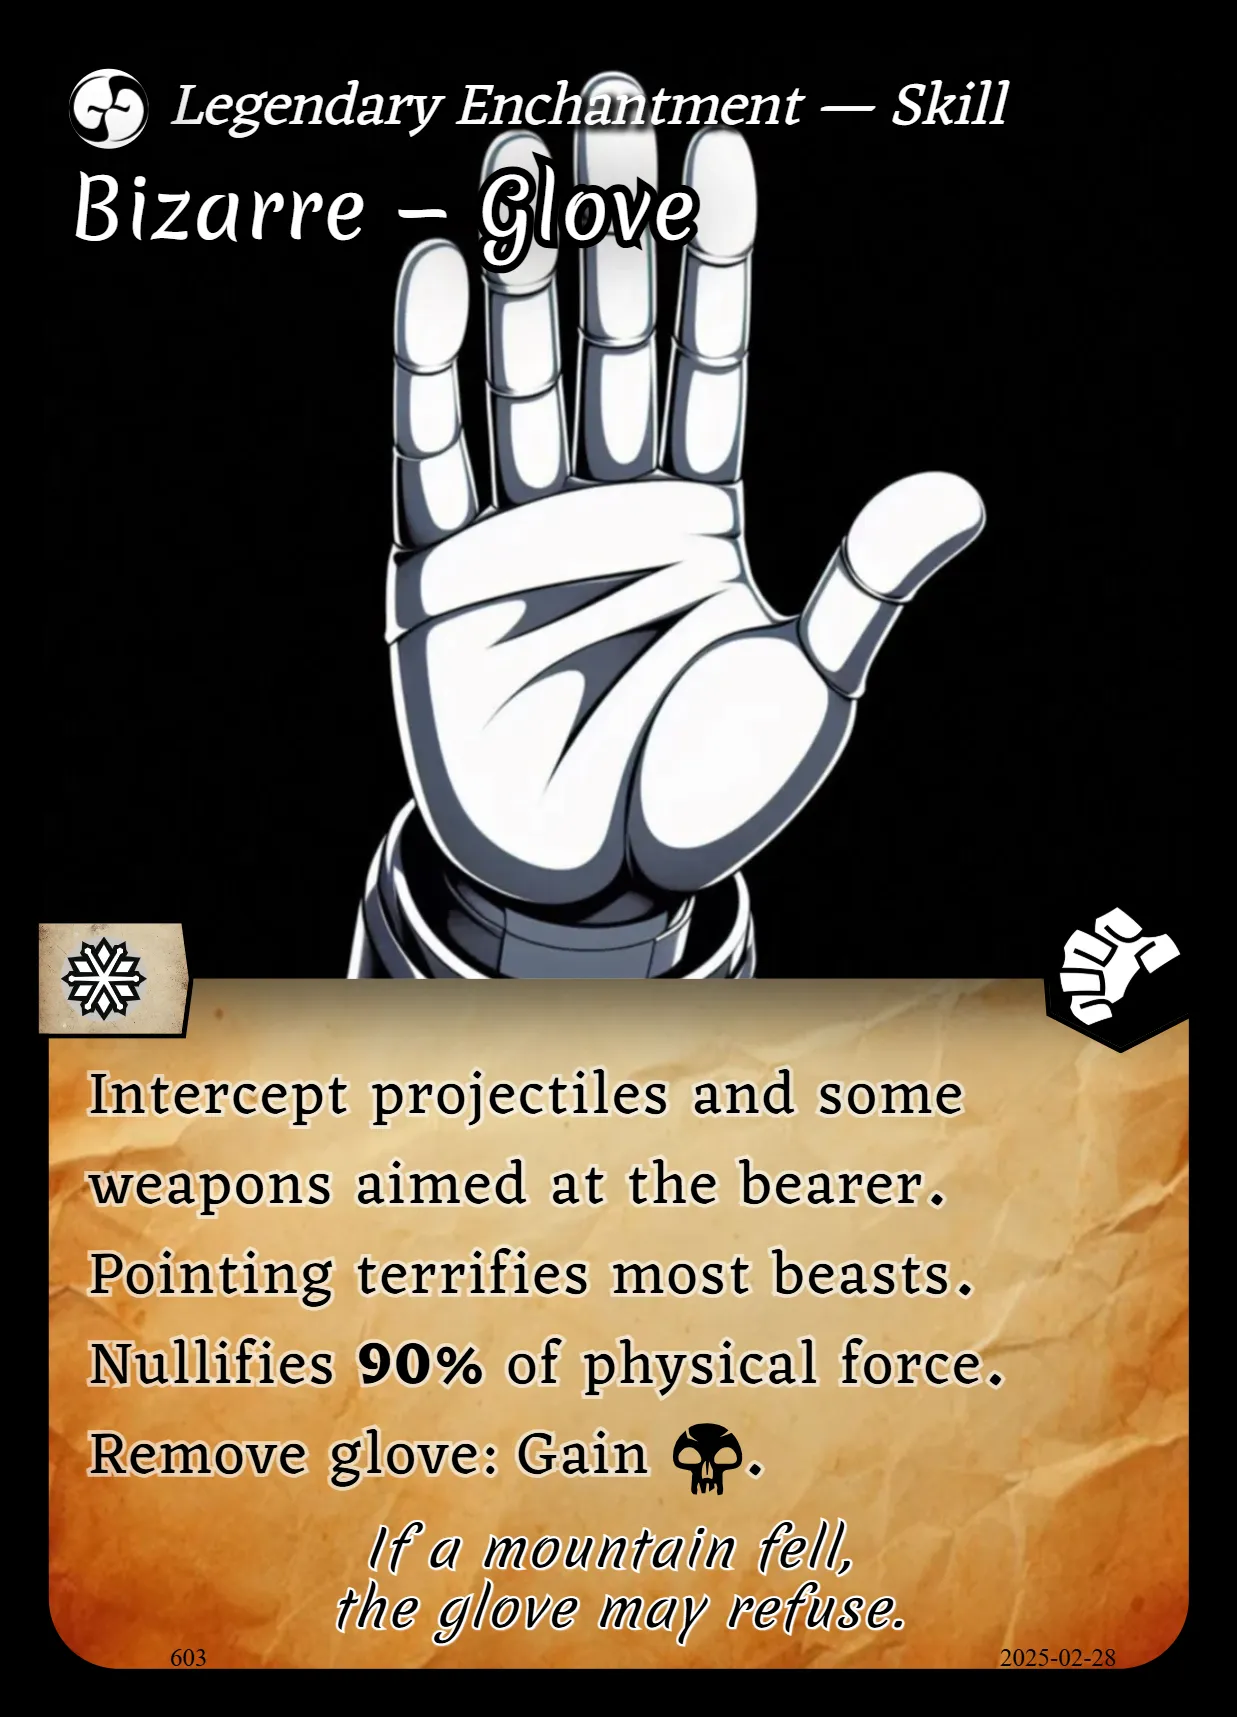 Legendary Enchantment — Skill
Bizarre – Glove
Intercept projectiles and some
weapons aimed at the bearer.
Pointing terrifies most beasts.
Nullifies 90% of physical force.
Remove glove: Gain .
If a mountain fell,
the glove may refuse.
603
2025-02-28